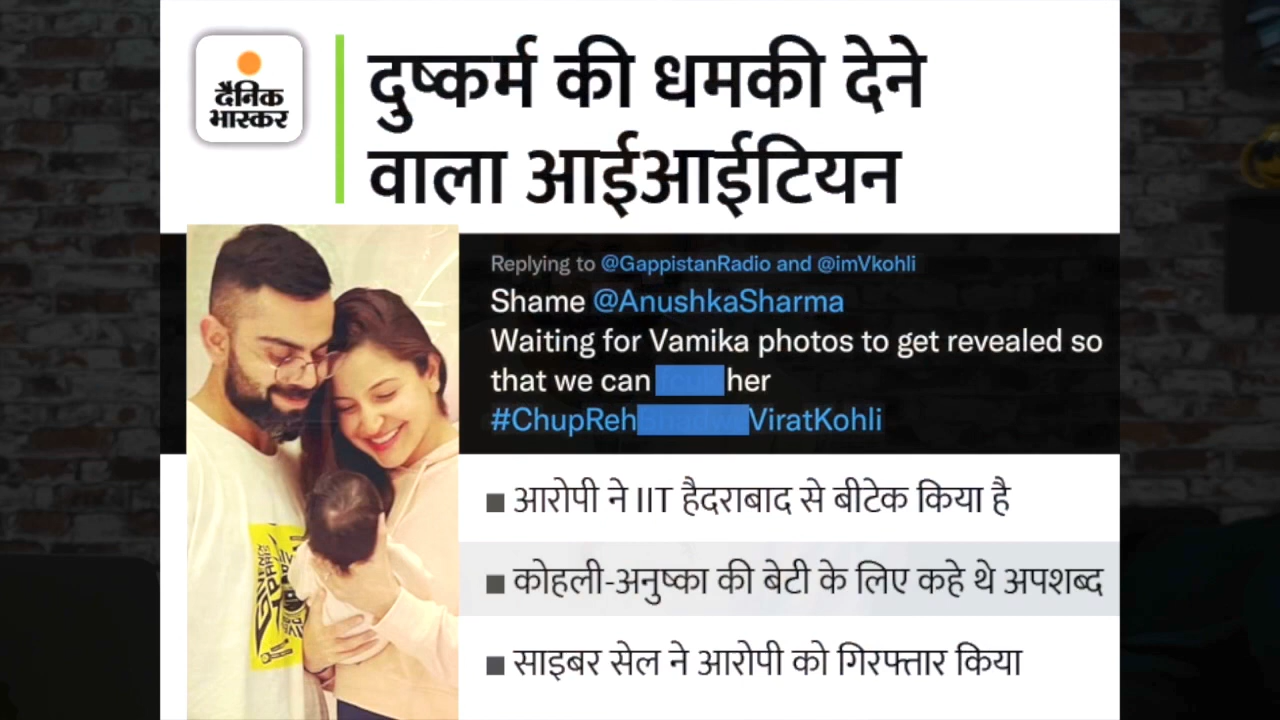 दैनिक
भास्कर
दुष्कर्म की धमकी देने
वाला आईआईटियन
Replying to @GappistanRadio and @imVkohli
Shame @AnushkaSharma
Waiting for Vamika photos to get revealed so
that we can her
#ChupReh ViratKohli
आरोपी ने IIT हैदराबाद से बीटेक किया है
कोहली-अनुष्का की बेटी के लिए कहे थे अपशब्द
साइबर सेल ने आरोपी को गिरफ्तार किया